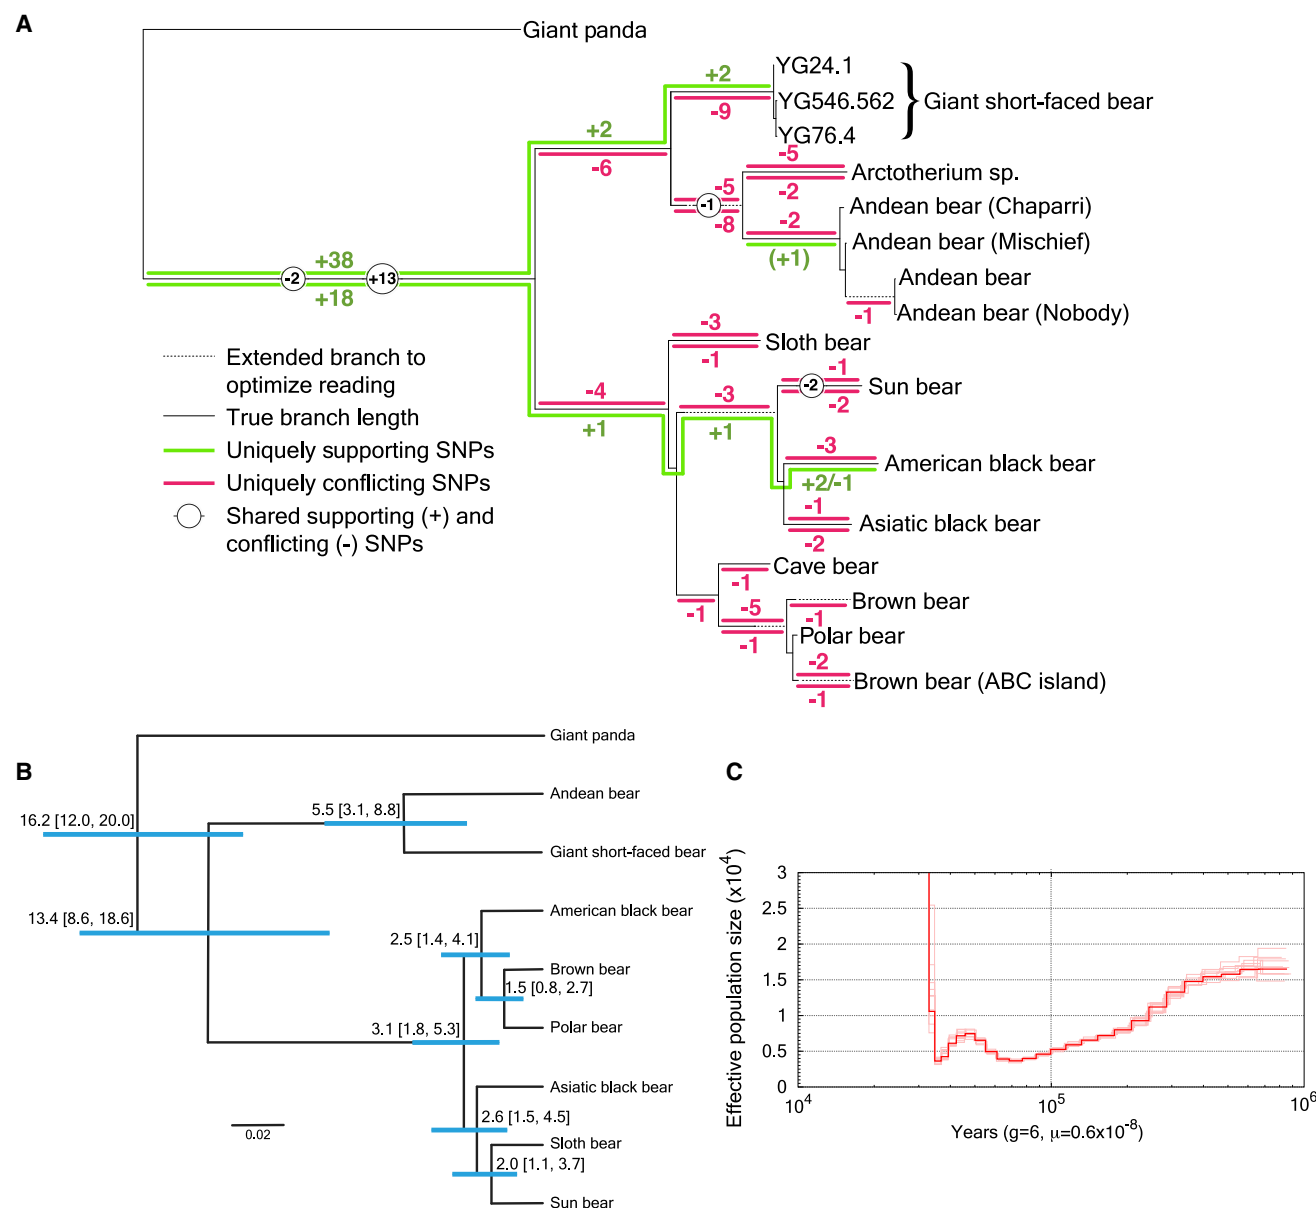 A
Giant panda
+2
YG24.1
YG546.562
Giant short-faced bear
-9
+2
YG76.4
-6
-5
Arctotherium sp.
-5
-2
-1
Andean bear (Chaparri)
-8
-2
Andean bear (Mischief)
(+1)
+38
-2
+13
Andean bear
+18
-1
Andean bear (Nobody)
-3
Sloth bear
-1
Extended branch to
optimize reading
-1
-2
Sun bear
-4
-3
-2
True branch length
+1
+1
Uniquely supporting SNPs
-3
American black bear
Uniquely conflicting SNPs
+2/-1
-1
Shared supporting (+) and
conflicting (-) SNPs
Asiatic black bear
-2
Cave bear
-1
-1
-5
Brown bear
-1
-1
Polar bear
-2
Brown bear (ABC island)
-1
B
Giant panda
Andean bear
5.5 [3.1, 8.8]
16.2 [12.0, 20.0]
Giant short-faced bear
American black bear
13.4 [8.6, 18.6]
2.5 [1.4, 4.1]
Brown bear
1.5 [0.8, 2.7]
3.1 [1.8, 5.3]
Polar bear
Asiatic black bear
2.6 [1.5, 4.5]
0.02
Sloth bear
2.0 [1.1, 3.7]
Sun bear
C
Effective population size (x10^4)
3
2.5
2
1.5
1
0.5
0
10^4
10^5
10^6
Years (g=6, μ=0.6x10^-8)